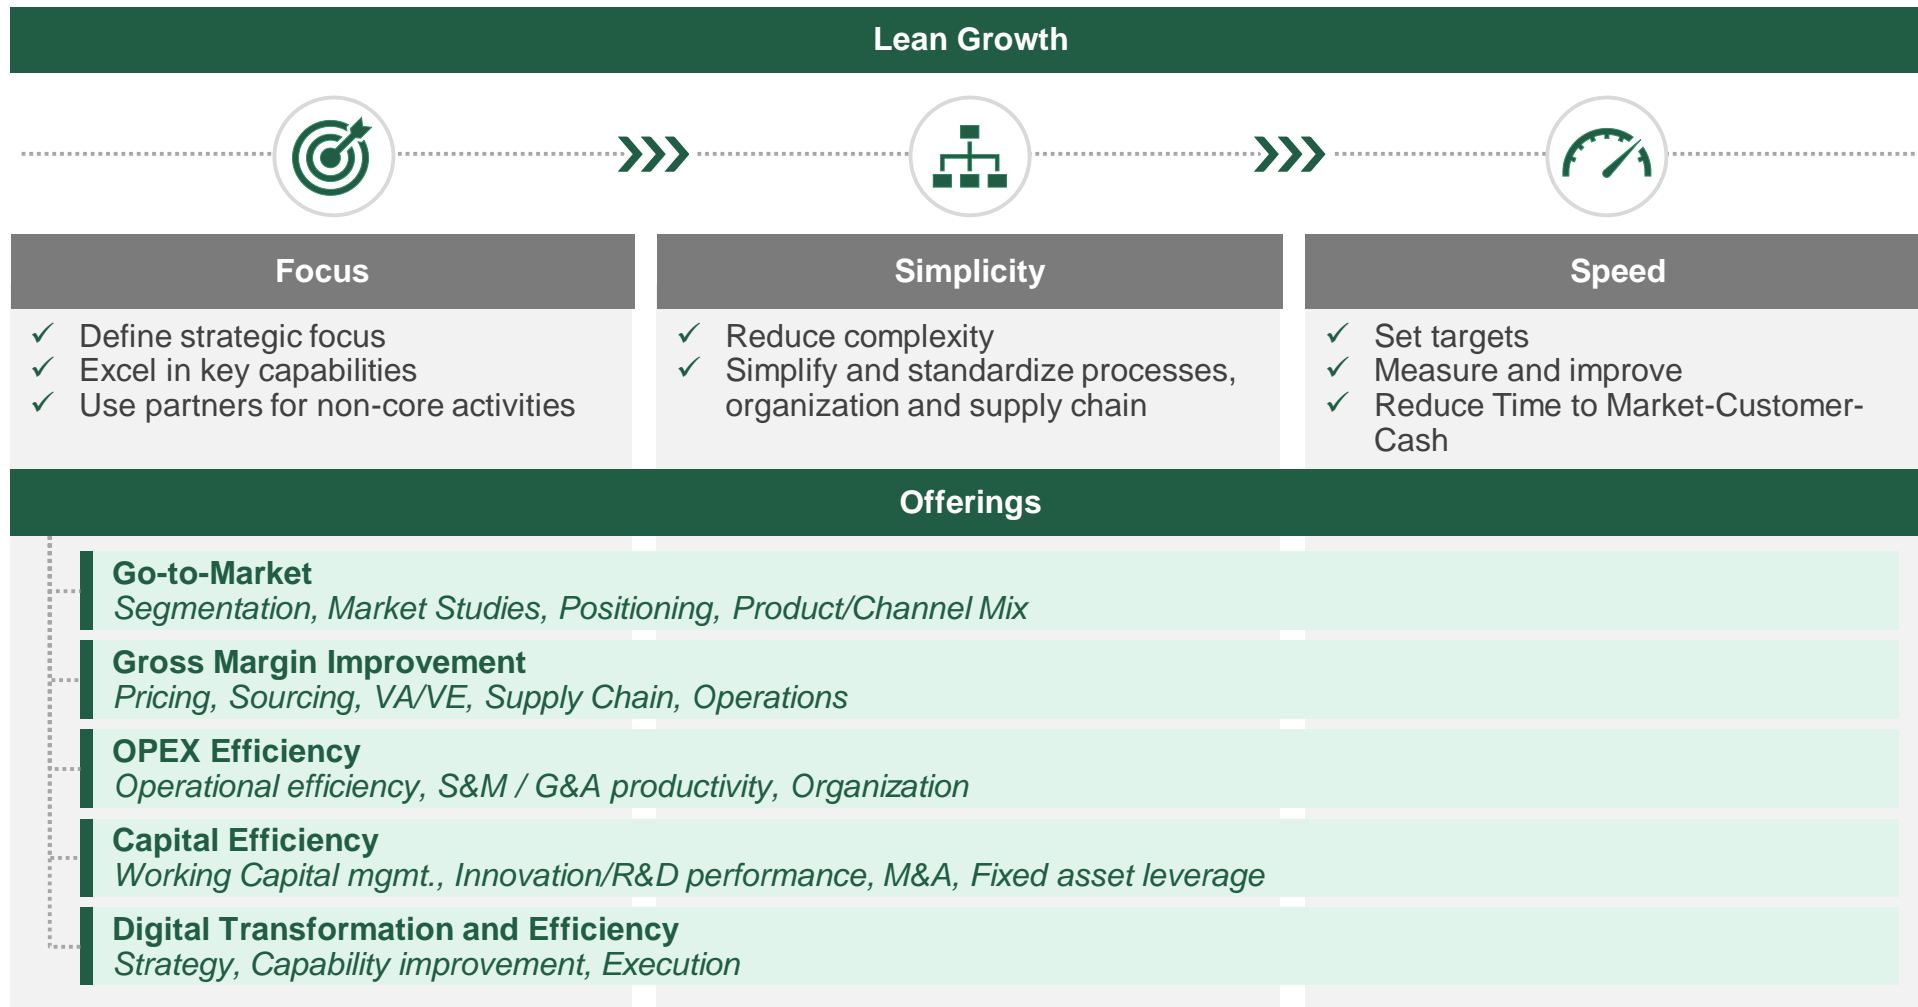 Lean Growth
Focus
Define strategic focus
Excel in key capabilities
Use partners for non-core activities
Simplicity
Reduce complexity
Simplify and standardize processes,
organization and supply chain
Speed
Set targets
Measure and improve
Reduce Time to Market-Customer-
Cash
Offerings
Go-to-Market
Segmentation, Market Studies, Positioning, Product/Channel Mix
Gross Margin Improvement
Pricing, Sourcing, VA/VE, Supply Chain, Operations
OPEX Efficiency
Operational efficiency, S&M / G&A productivity, Organization
Capital Efficiency
Working Capital mgmt., Innovation/R&D performance, M&A, Fixed asset leverage
Digital Transformation and Efficiency
Strategy, Capability improvement, Execution